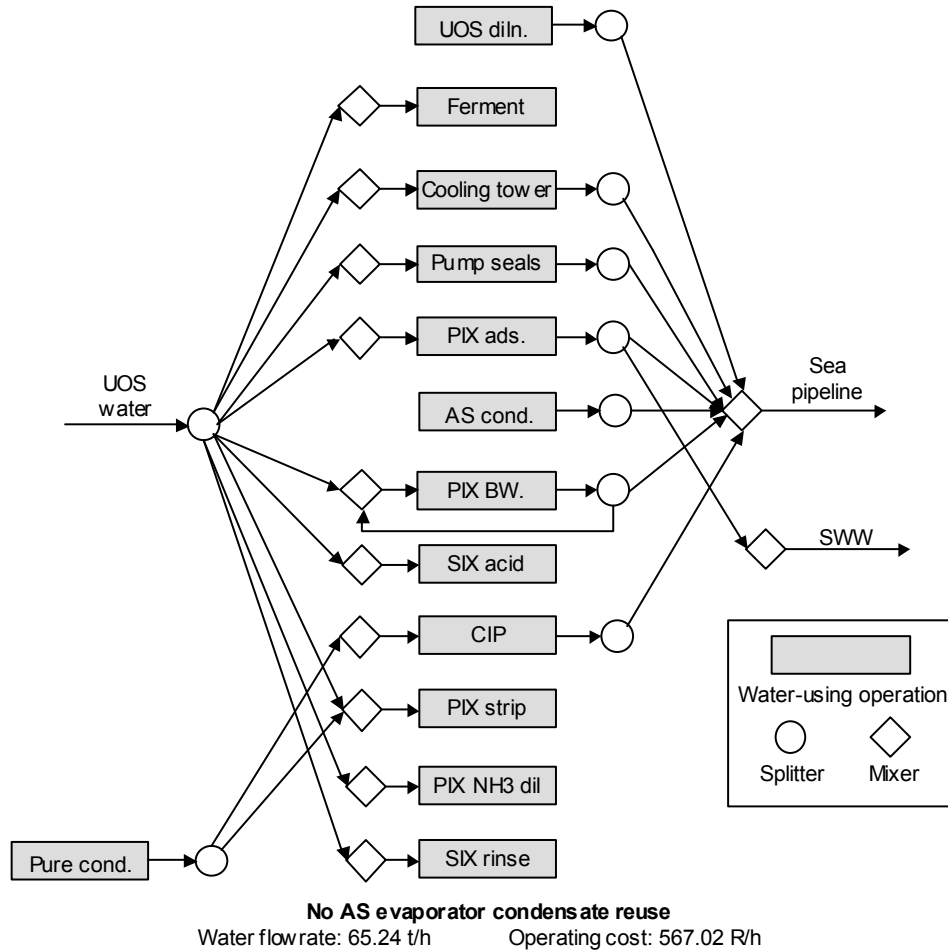 UOS diln.
Ferment
Cooling tower
Pump seals
PIX ads.
UOS
water
Sea
pipeline
AS cond.
PIX BW.
SWW
SIX acid
CIP
Water-using operation
PIX strip
Splitter
Mixer
PIX NH3 dil
Pure cond.
SIX rinse
No AS evaporator condensate reuse
Water flowrate: 65.24 t/h Operating cost: 567.02 R/h